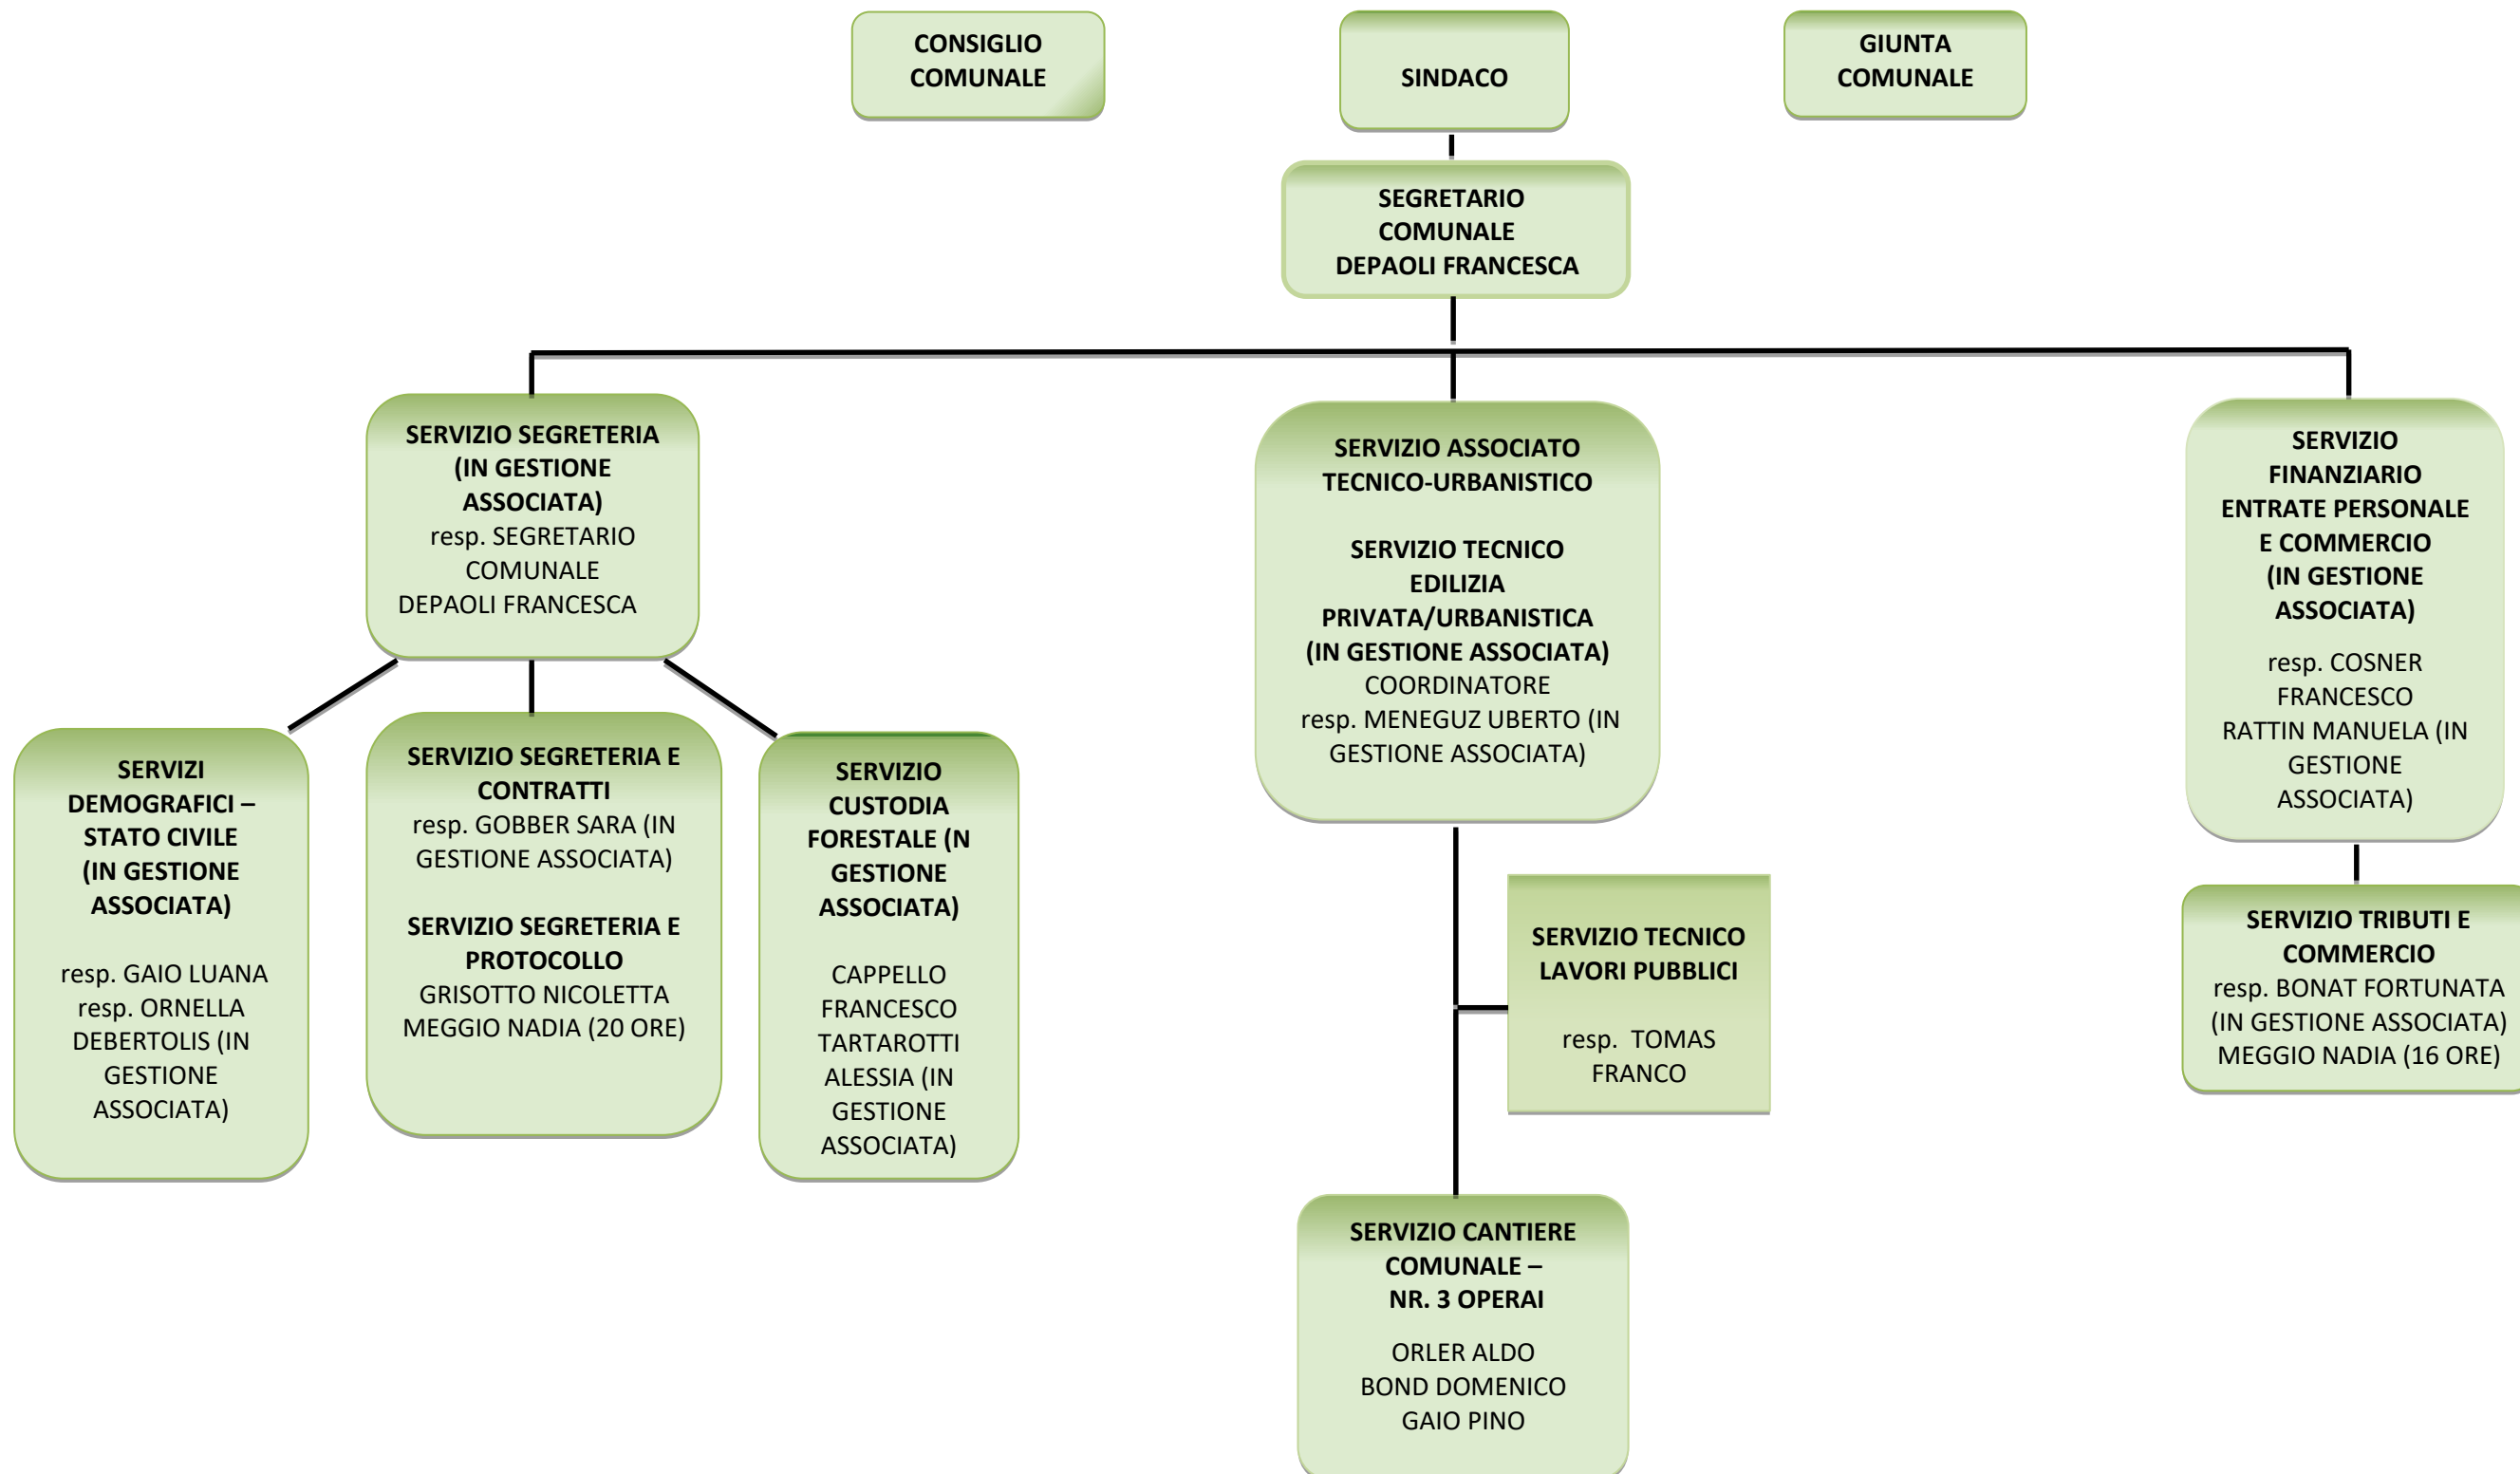 CONSIGLIO
COMUNALE
SINDACO
GIUNTA
COMUNALE
SEGRETARIO
COMUNALE
DEPAOLI FRANCESCA
SERVIZIO SEGRETERIA
(IN GESTIONE
ASSOCIATA)
resp. SEGRETARIO
COMUNALE
DEPAOLI FRANCESCA
SERVIZIO ASSOCIATO
TECNICO-URBANISTICO
SERVIZIO TECNICO
EDILIZIA
PRIVATA/URBANISTICA
(IN GESTIONE ASSOCIATA)
COORDINATORE
resp. MENEGUZ UBERTO (IN
GESTIONE ASSOCIATA)
SERVIZIO
FINANZIARIO
ENTRATE PERSONALE
E COMMERCIO
(IN GESTIONE
ASSOCIATA)
resp. COSNER
FRANCESCO
RATTIN MANUELA (IN
GESTIONE
ASSOCIATA)
SERVIZI
DEMOGRAFICI –
STATO CIVILE
(IN GESTIONE
ASSOCIATA)
resp. GAIO LUANA
resp. ORNELLA
DEBERTOLIS (IN
GESTIONE
ASSOCIATA)
SERVIZIO SEGRETERIA E
CONTRATTI
resp. GOBBER SARA (IN
GESTIONE ASSOCIATA)
SERVIZIO SEGRETERIA E
PROTOCOLLO
GRISOTTO NICOLETTA
MEGGIO NADIA (20 ORE)
SERVIZIO
CUSTODIA
FORESTALE (N
GESTIONE
ASSOCIATA)
CAPPELLO
FRANCESCO
TARTAROTTI
ALESSIA (IN
GESTIONE
ASSOCIATA)
SERVIZIO TECNICO
LAVORI PUBBLICI
resp.  TOMAS
FRANCO
SERVIZIO TRIBUTI E
COMMERCIO
resp. BONAT FORTUNATA
(IN GESTIONE ASSOCIATA)
MEGGIO NADIA (16 ORE)
SERVIZIO CANTIERE
COMUNALE –
NR. 3 OPERAI
ORLER ALDO
BOND DOMENICO
GAIO PINO